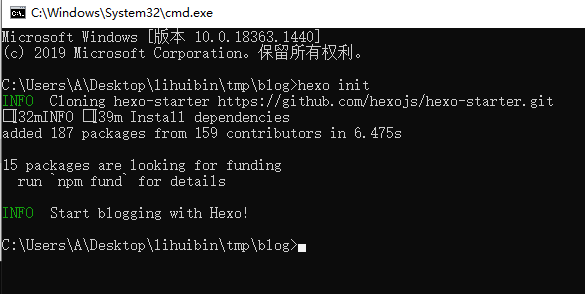 C:\Windows\System32\cmd.exe
Microsoft Windows [版本 10.0.18363.1440]
(c) 2019 Microsoft Corporation。保留所有权利。
C:\Users\A\Desktop\lihuibin\tmp\blog>hexo init
INFO  Cloning hexo-starter https://github.com/hexojs/hexo-starter.git
[32mINFO [39m Install dependencies
added 187 packages from 159 contributors in 6.475s
15 packages are looking for funding
  run `npm fund` for details
INFO  Start blogging with Hexo!
C:\Users\A\Desktop\lihuibin\tmp\blog>